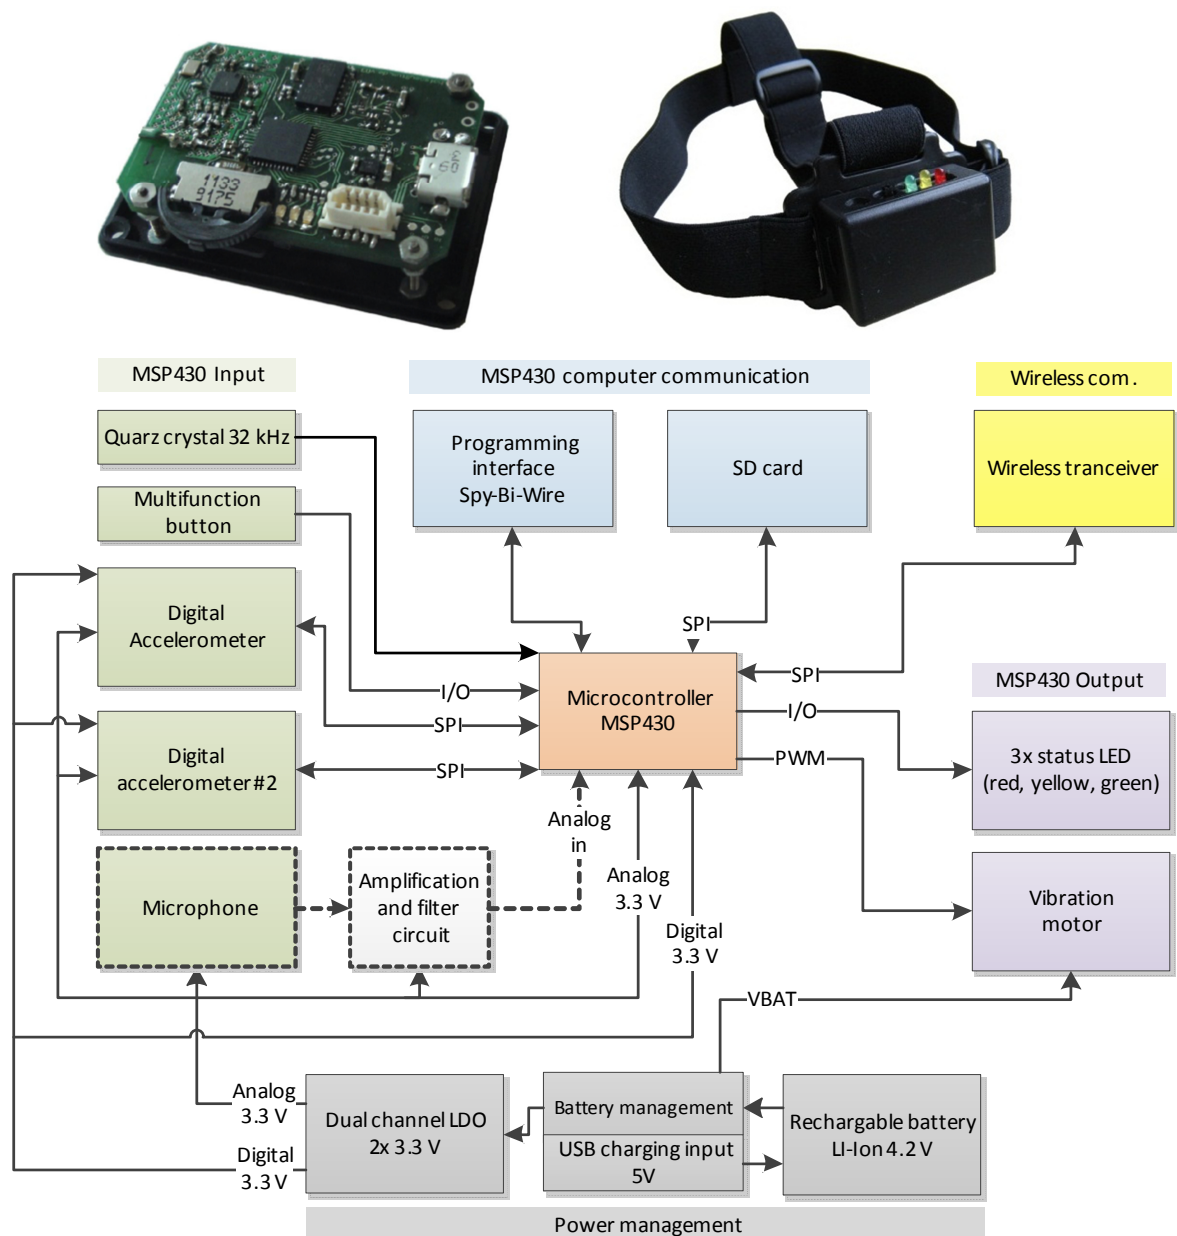 MSP430 Input
MSP430 computer communication
Wireless com.
Quarz crystal 32 kHz
Programming
interface
Spy-Bi-Wire
SD card
Wireless tranceiver
Multifunction
button
Digital
Accelerometer
SPI
I/O
SPI
Microcontroller
MSP430
SPI
I/O
PWM
MSP430 Output
Digital
accelerometer#2
SPI
3x status LED
(red, yellow, green)
Analog
in
Microphone
Amplification
and filter
circuit
Analog
3.3 V
Digital
3.3 V
Vibration
motor
VBAT
Analog
3.3 V
Digital
3.3 V
Dual channel LDO
2x 3.3 V
Battery management
USB charging input
5V
Rechargable battery
LI-Ion 4.2 V
Power management